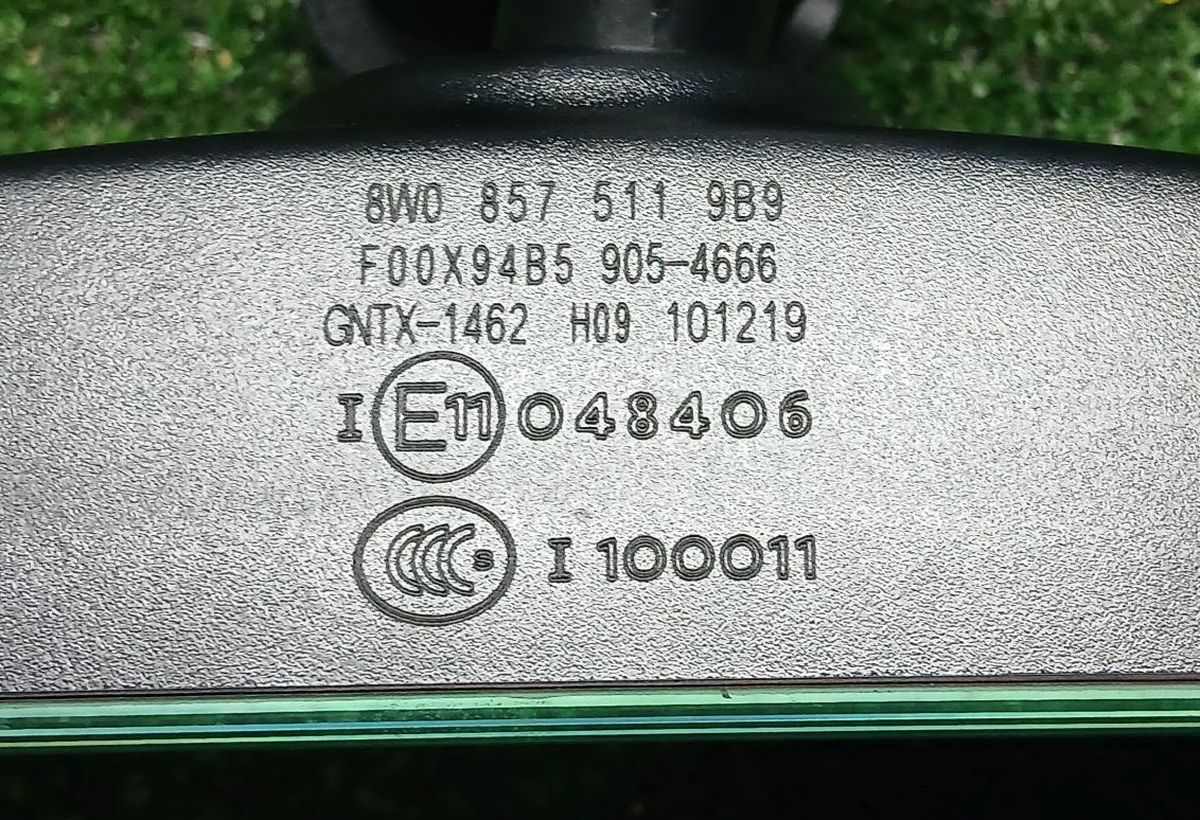 8W0 857 511 9B9
F00X94B5 905-4666
GNTX-1462 H09 101219
I E11 048406
CCC S I 100011